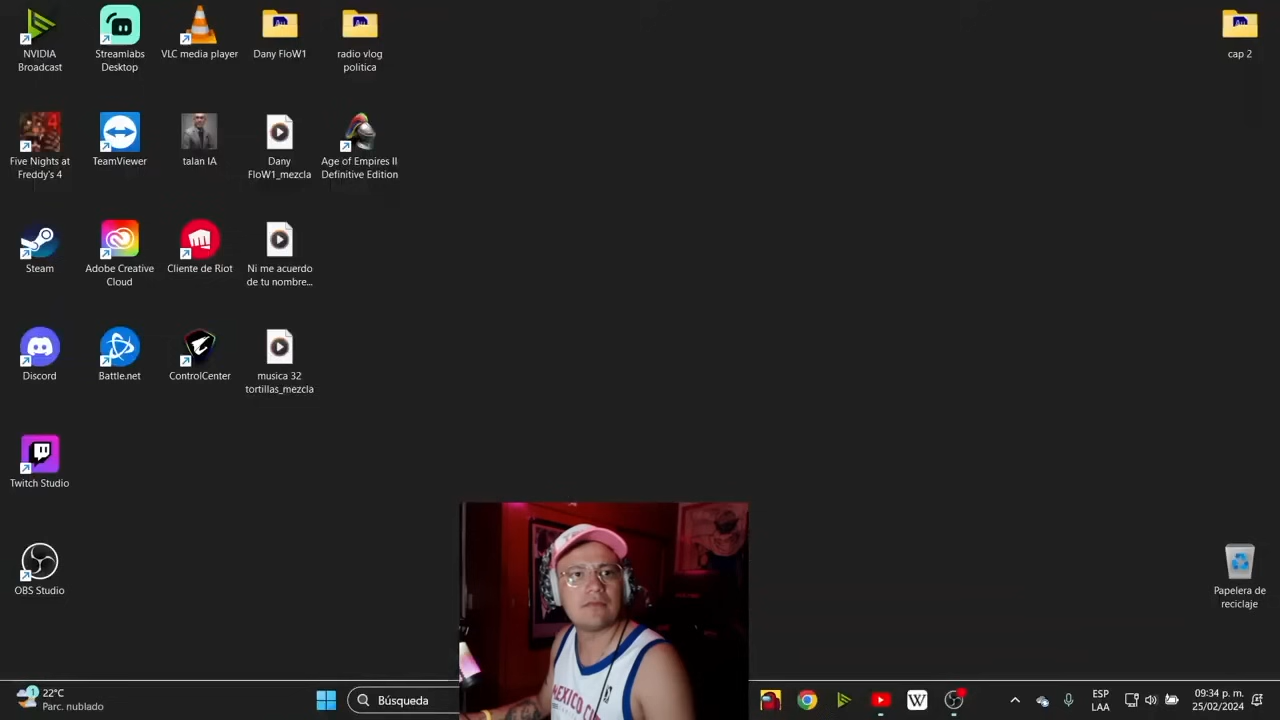 NVIDIA
Broadcast
Streamlabs
Desktop
VLC media player
Dany FloW1
radio vlog
politica
cap 2
Five Nights at
Freddy's 4
TeamViewer
talan IA
Dany
FloW1_mezcla
Age of Empires II
Definitive Edition
Steam
Adobe Creative
Cloud
Cliente de Riot
Ni me acuerdo
de tu nombre...
Discord
Battle.net
ControlCenter
musica 32
tortillas_mezcla
Twitch Studio
OBS Studio
Papelera de
reciclaje
MEXICO
1
22°C
Parc. nublado
Búsqueda
W
ESP
LAA
09:34 p. m.
25/02/2024